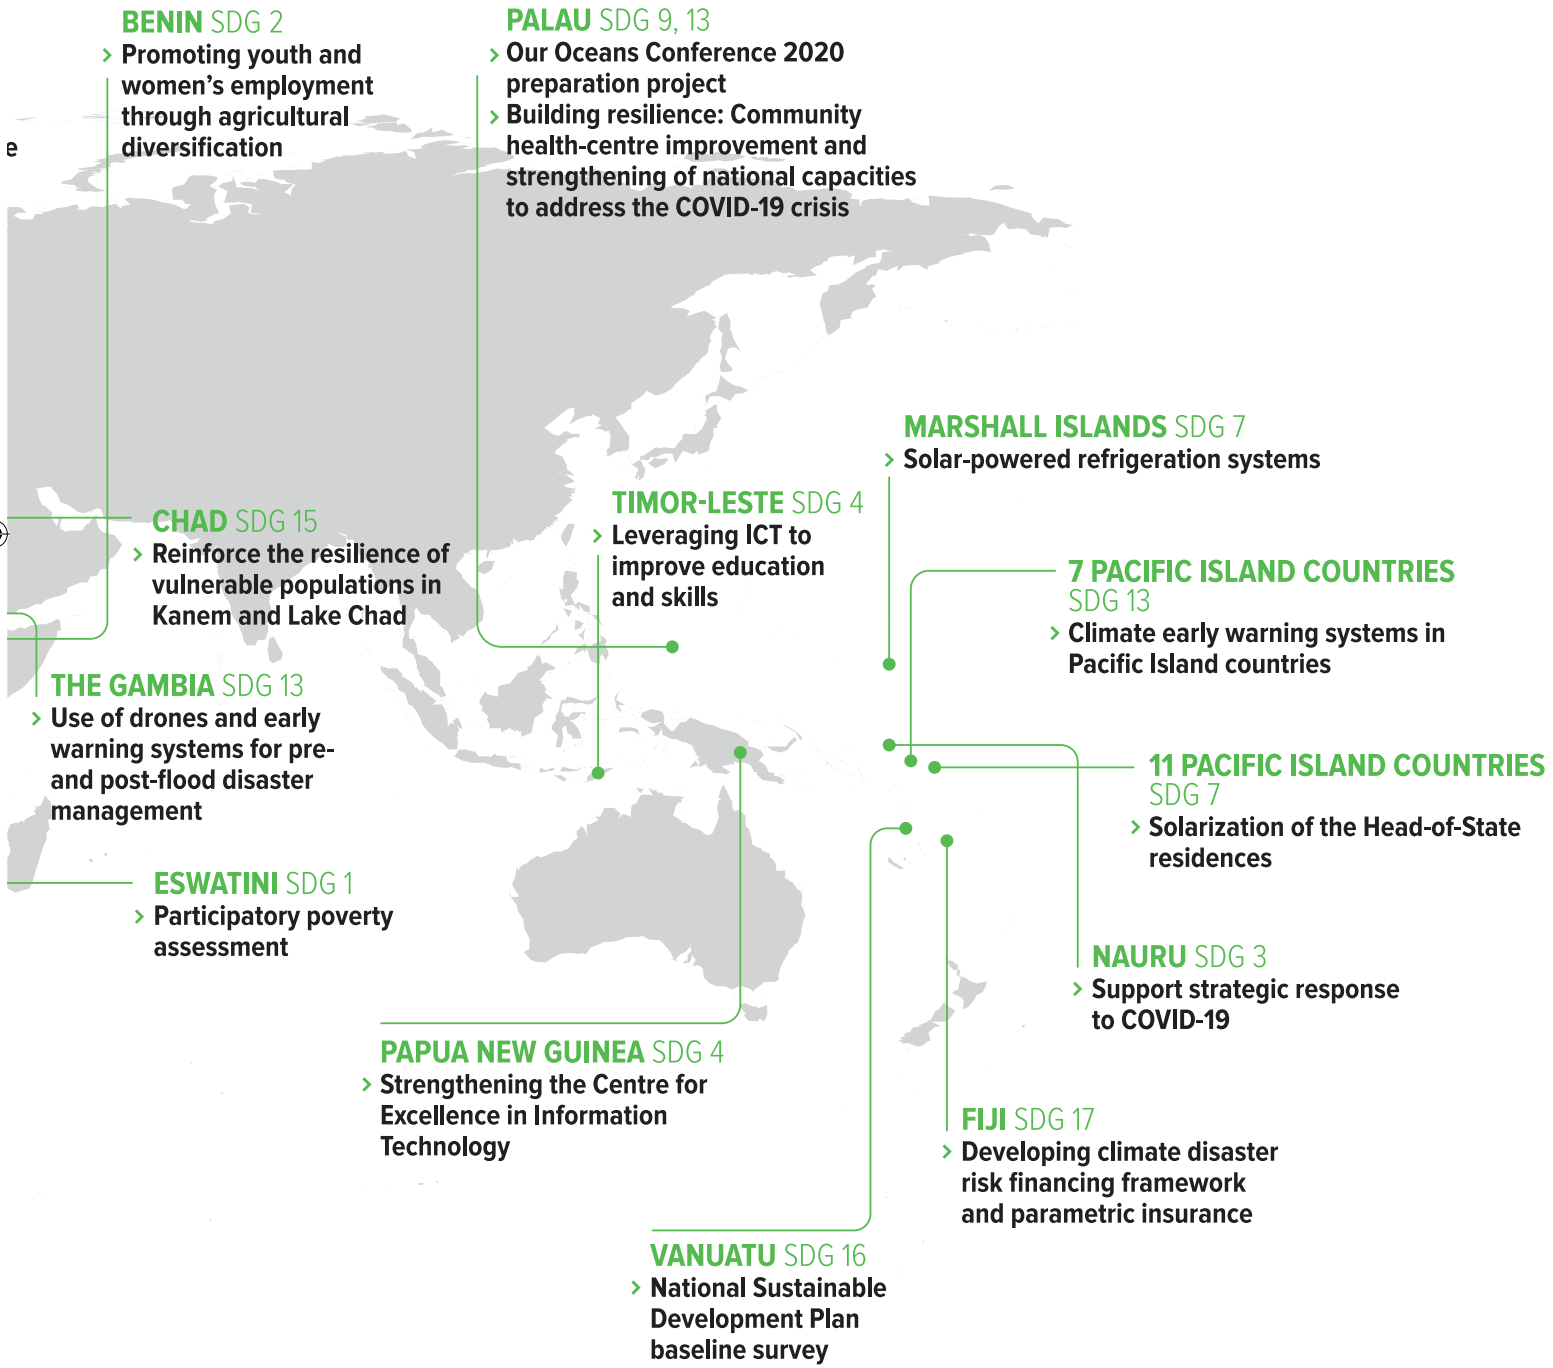 BENIN SDG 2
› Promoting youth and
women’s employment
through agricultural
diversification
PALAU SDG 9, 13
› Our Oceans Conference 2020
preparation project
› Building resilience: Community
health-centre improvement and
strengthening of national capacities
to address the COVID-19 crisis
e
MARSHALL ISLANDS SDG 7
› Solar-powered refrigeration systems
TIMOR-LESTE SDG 4
› Leveraging ICT to
improve education
and skills
CHAD SDG 15
› Reinforce the resilience of
vulnerable populations in
Kanem and Lake Chad
7 PACIFIC ISLAND COUNTRIES
SDG 13
› Climate early warning systems in
Pacific Island countries
THE GAMBIA SDG 13
› Use of drones and early
warning systems for pre-
and post-flood disaster
management
11 PACIFIC ISLAND COUNTRIES
SDG 7
› Solarization of the Head-of-State
residences
ESWATINI SDG 1
› Participatory poverty
assessment
NAURU SDG 3
› Support strategic response
to COVID-19
PAPUA NEW GUINEA SDG 4
› Strengthening the Centre for
Excellence in Information
Technology
FIJI SDG 17
› Developing climate disaster
risk financing framework
and parametric insurance
VANUATU SDG 16
› National Sustainable
Development Plan
baseline survey